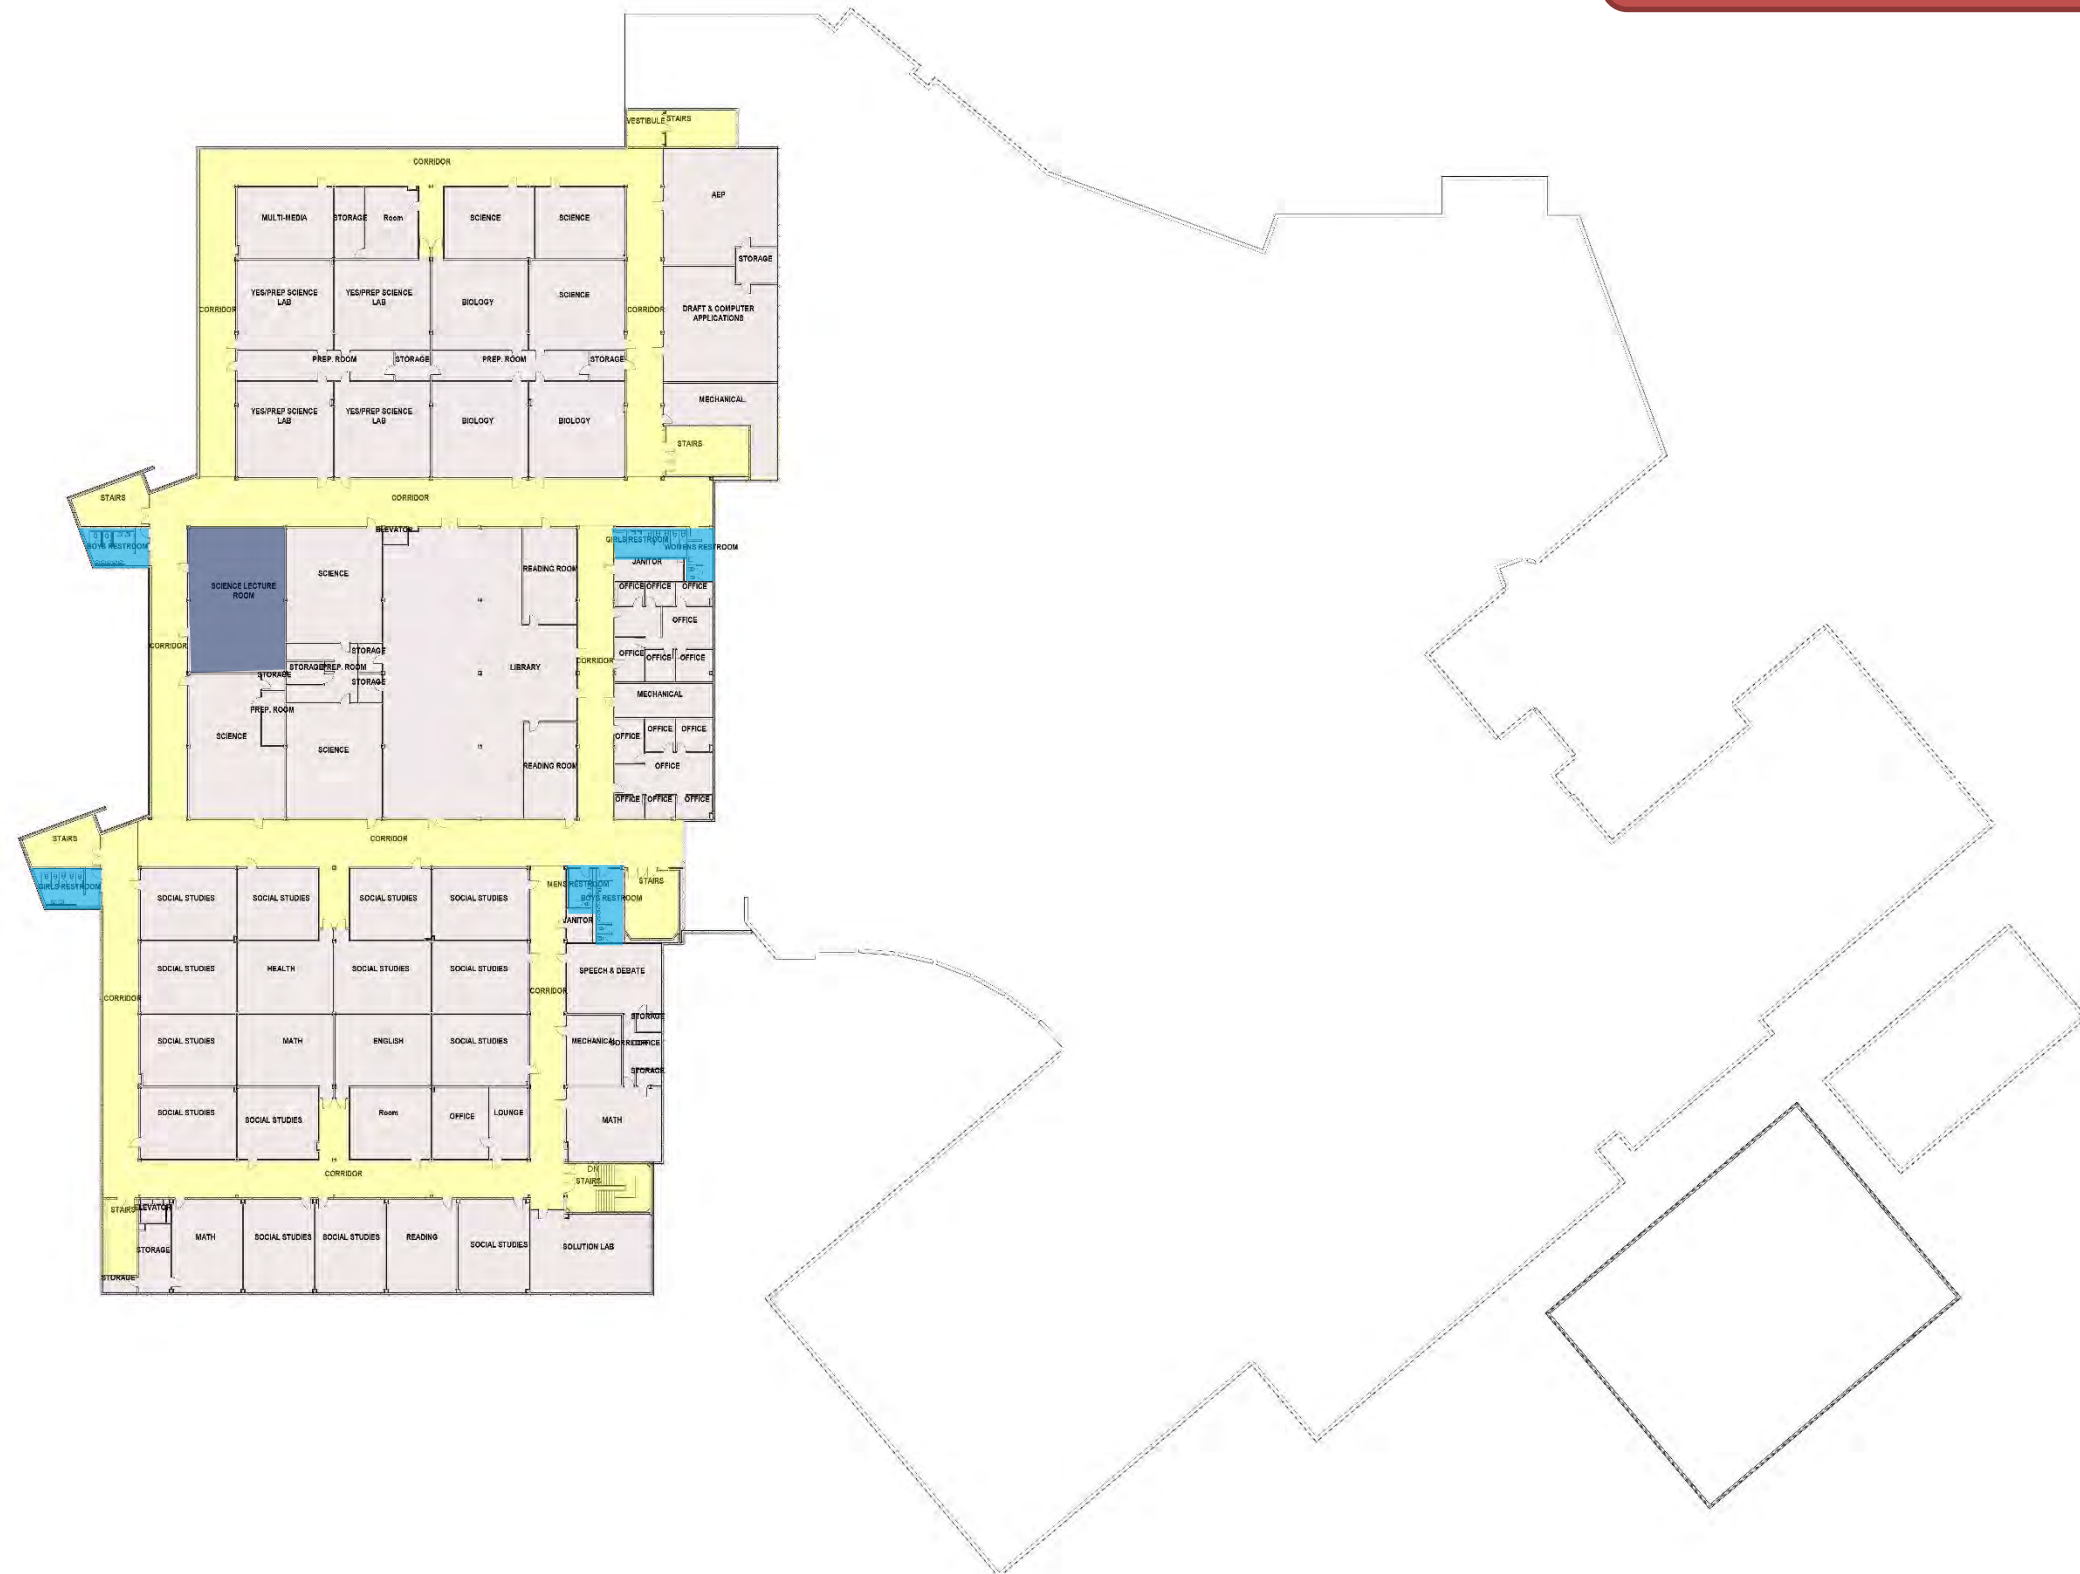 VESTIBULE
STAIRS
CORRIDOR
AEP
MULTI-MEDIA
STORAGE
Room
SCIENCE
SCIENCE
STORAGE
YES/PREP SCIENCE
LAB
YES/PREP SCIENCE
LAB
BIOLOGY
SCIENCE
CORRIDOR
CORRIDOR
DRAFT & COMPUTER
APPLICATIONS
PREP. ROOM
STORAGE
PREP. ROOM
STORAGE
MECHANICAL
YES/PREP SCIENCE
LAB
YES/PREP SCIENCE
LAB
BIOLOGY
BIOLOGY
STAIRS
STAIRS
CORRIDOR
ELEVATOR
BOYS RESTROOM
GIRLS RESTROOM
WOMENS RESTROOM
SCIENCE LECTURE
ROOM
SCIENCE
READING ROOM
JANITOR
OFFICE
OFFICE
OFFICE
OFFICE
CORRIDOR
STORAGE
STORAGE
PREP. ROOM
STORAGE
STORAGE
LIBRARY
CORRIDOR
OFFICE
OFFICE
OFFICE
MECHANICAL
PREP. ROOM
SCIENCE
SCIENCE
READING ROOM
OFFICE
OFFICE
OFFICE
OFFICE
OFFICE
OFFICE
OFFICE
STAIRS
CORRIDOR
GIRLS RESTROOM
MENS RESTROOM
STAIRS
BOYS RESTROOM
SOCIAL STUDIES
SOCIAL STUDIES
SOCIAL STUDIES
SOCIAL STUDIES
JANITOR
SOCIAL STUDIES
HEALTH
SOCIAL STUDIES
SOCIAL STUDIES
SPEECH & DEBATE
CORRIDOR
CORRIDOR
STORAGE
SOCIAL STUDIES
MATH
ENGLISH
SOCIAL STUDIES
MECHANICAL
CORRIDOR
OFFICE
STORAGE
SOCIAL STUDIES
SOCIAL STUDIES
Room
OFFICE
LOUNGE
MATH
CORRIDOR
DN
STAIRS
STAIRS
ELEVATOR
MATH
SOCIAL STUDIES
SOCIAL STUDIES
READING
SOCIAL STUDIES
SOLUTION LAB
STORAGE
STORAGE